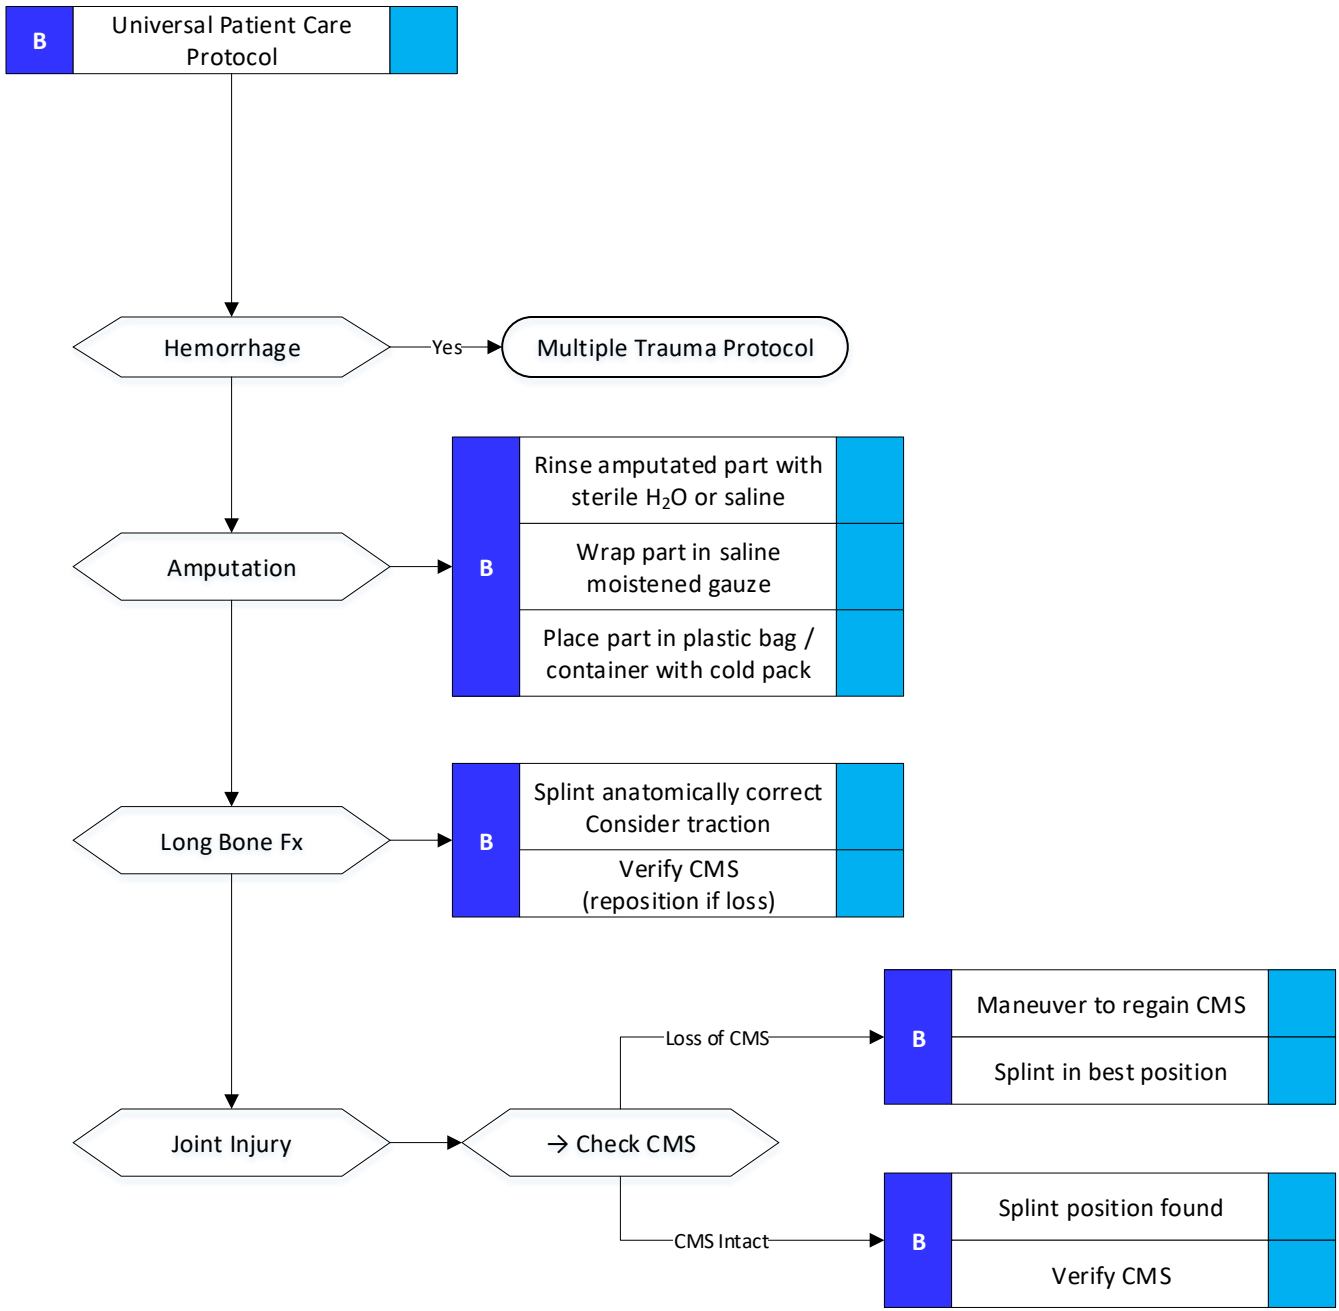 B
Universal Patient Care
Protocol
Hemorrhage
Yes
Multiple Trauma Protocol
Amputation
B
Rinse amputated part with
sterile H₂O or saline
Wrap part in saline
moistened gauze
Place part in plastic bag /
container with cold pack
Long Bone Fx
B
Splint anatomically correct
Consider traction
Verify CMS
(reposition if loss)
Joint Injury
→ Check CMS
Loss of CMS
B
Maneuver to regain CMS
Splint in best position
CMS Intact
B
Splint position found
Verify CMS